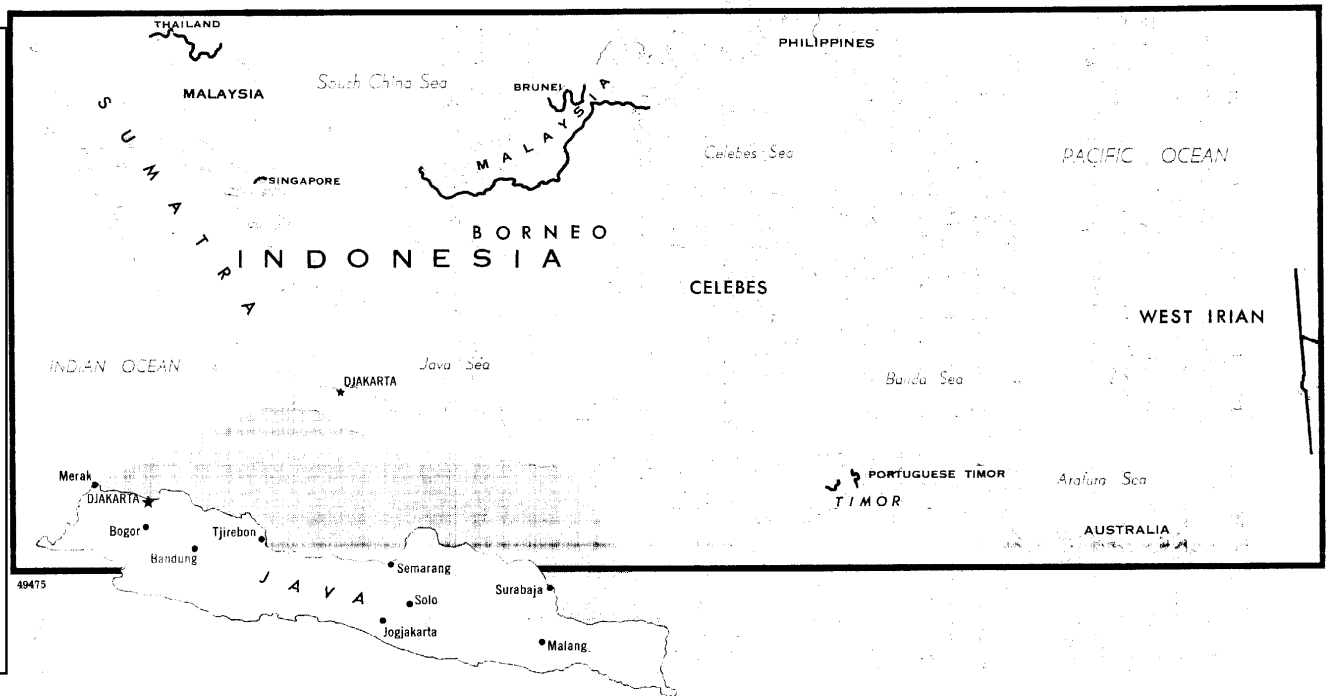 THAILAND
PHILIPPINES
South China Sea
MALAYSIA
BRUNEI
MALAYSIA
SUMATRA
Celebes Sea
PACIFIC OCEAN
SINGAPORE
BORNEO
INDONESIA
CELEBES
WEST IRIAN
INDIAN OCEAN
Java Sea
DJAKARTA
Banda Sea
Merak
DJAKARTA
PORTUGUESE TIMOR
TIMOR
Arafura Sea
Bogor
Tjirebon
AUSTRALIA
Bandung
49475
JAVA
Semarang
Surabaja
Solo
Jogjakarta
Malang